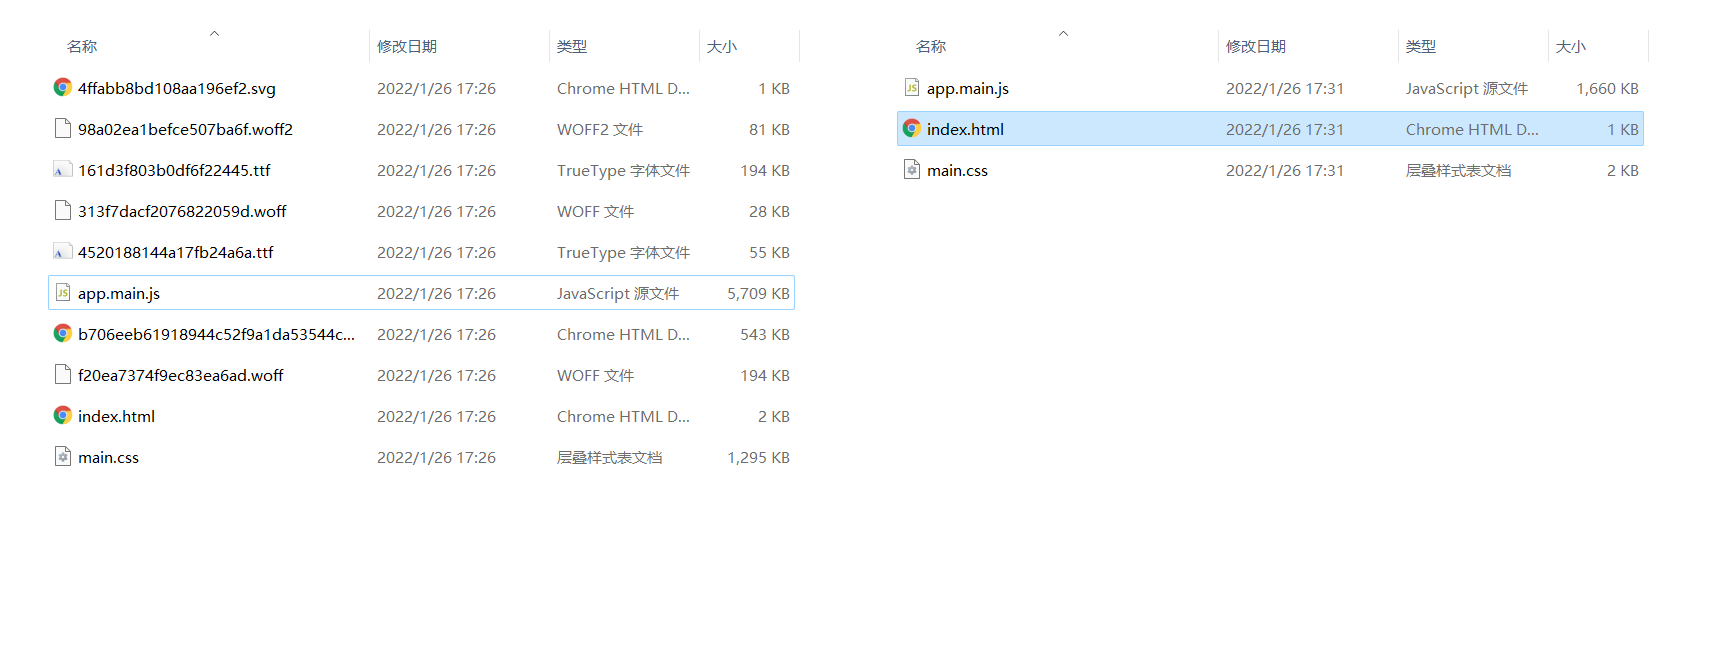 名称 修改日期 类型 大小
4ffabb8bd108aa196ef2.svg 2022/1/26 17:26 Chrome HTML D... 1 KB
98a02ea1befce507ba6f.woff2 2022/1/26 17:26 WOFF2 文件 81 KB
161d3f803b0df6f22445.ttf 2022/1/26 17:26 TrueType 字体文件 194 KB
313f7dacf2076822059d.woff 2022/1/26 17:26 WOFF 文件 28 KB
4520188144a17fb24a6a.ttf 2022/1/26 17:26 TrueType 字体文件 55 KB
app.main.js 2022/1/26 17:26 JavaScript 源文件 5,709 KB
b706eeb61918944c52f9a1da53544c... 2022/1/26 17:26 Chrome HTML D... 543 KB
f20ea7374f9ec83ea6ad.woff 2022/1/26 17:26 WOFF 文件 194 KB
index.html 2022/1/26 17:26 Chrome HTML D... 2 KB
main.css 2022/1/26 17:26 层叠样式表文档 1,295 KB
名称 修改日期 类型 大小
app.main.js 2022/1/26 17:31 JavaScript 源文件 1,660 KB
index.html 2022/1/26 17:31 Chrome HTML D... 1 KB
main.css 2022/1/26 17:31 层叠样式表文档 2 KB